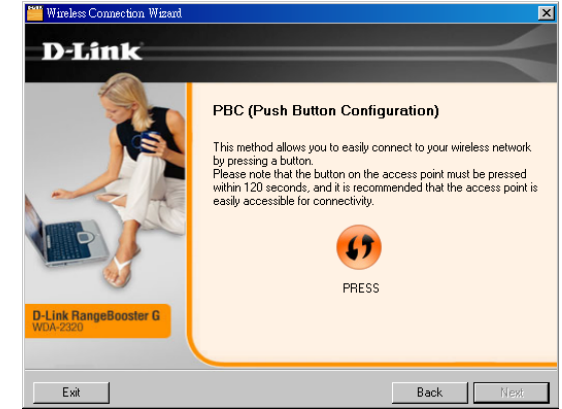 Wireless Connection Wizard
D-Link
PBC (Push Button Configuration)
This method allows you to easily connect to your wireless network
by pressing a button.
Please note that the button on the access point must be pressed
within 120 seconds, and it is recommended that the access point is
easily accessible for connectivity.
PRESS
D-Link RangeBooster G
WDA-2320
Exit
Back
Next